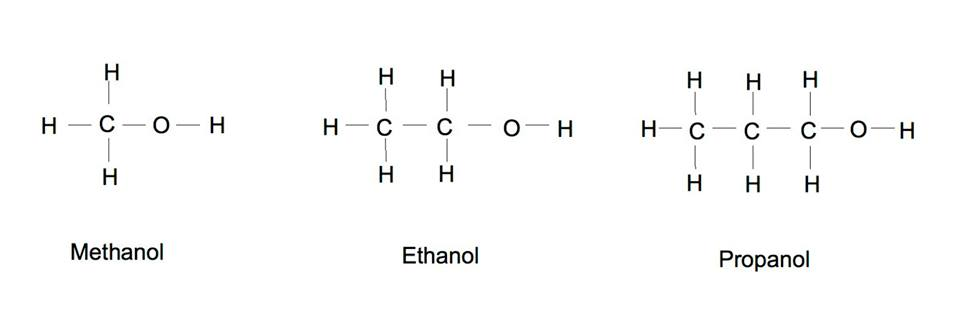 H H H H H H
H — C — O — H H — C — C — O — H H — C — C — C — O — H
H H H H H H
Methanol Ethanol Propanol